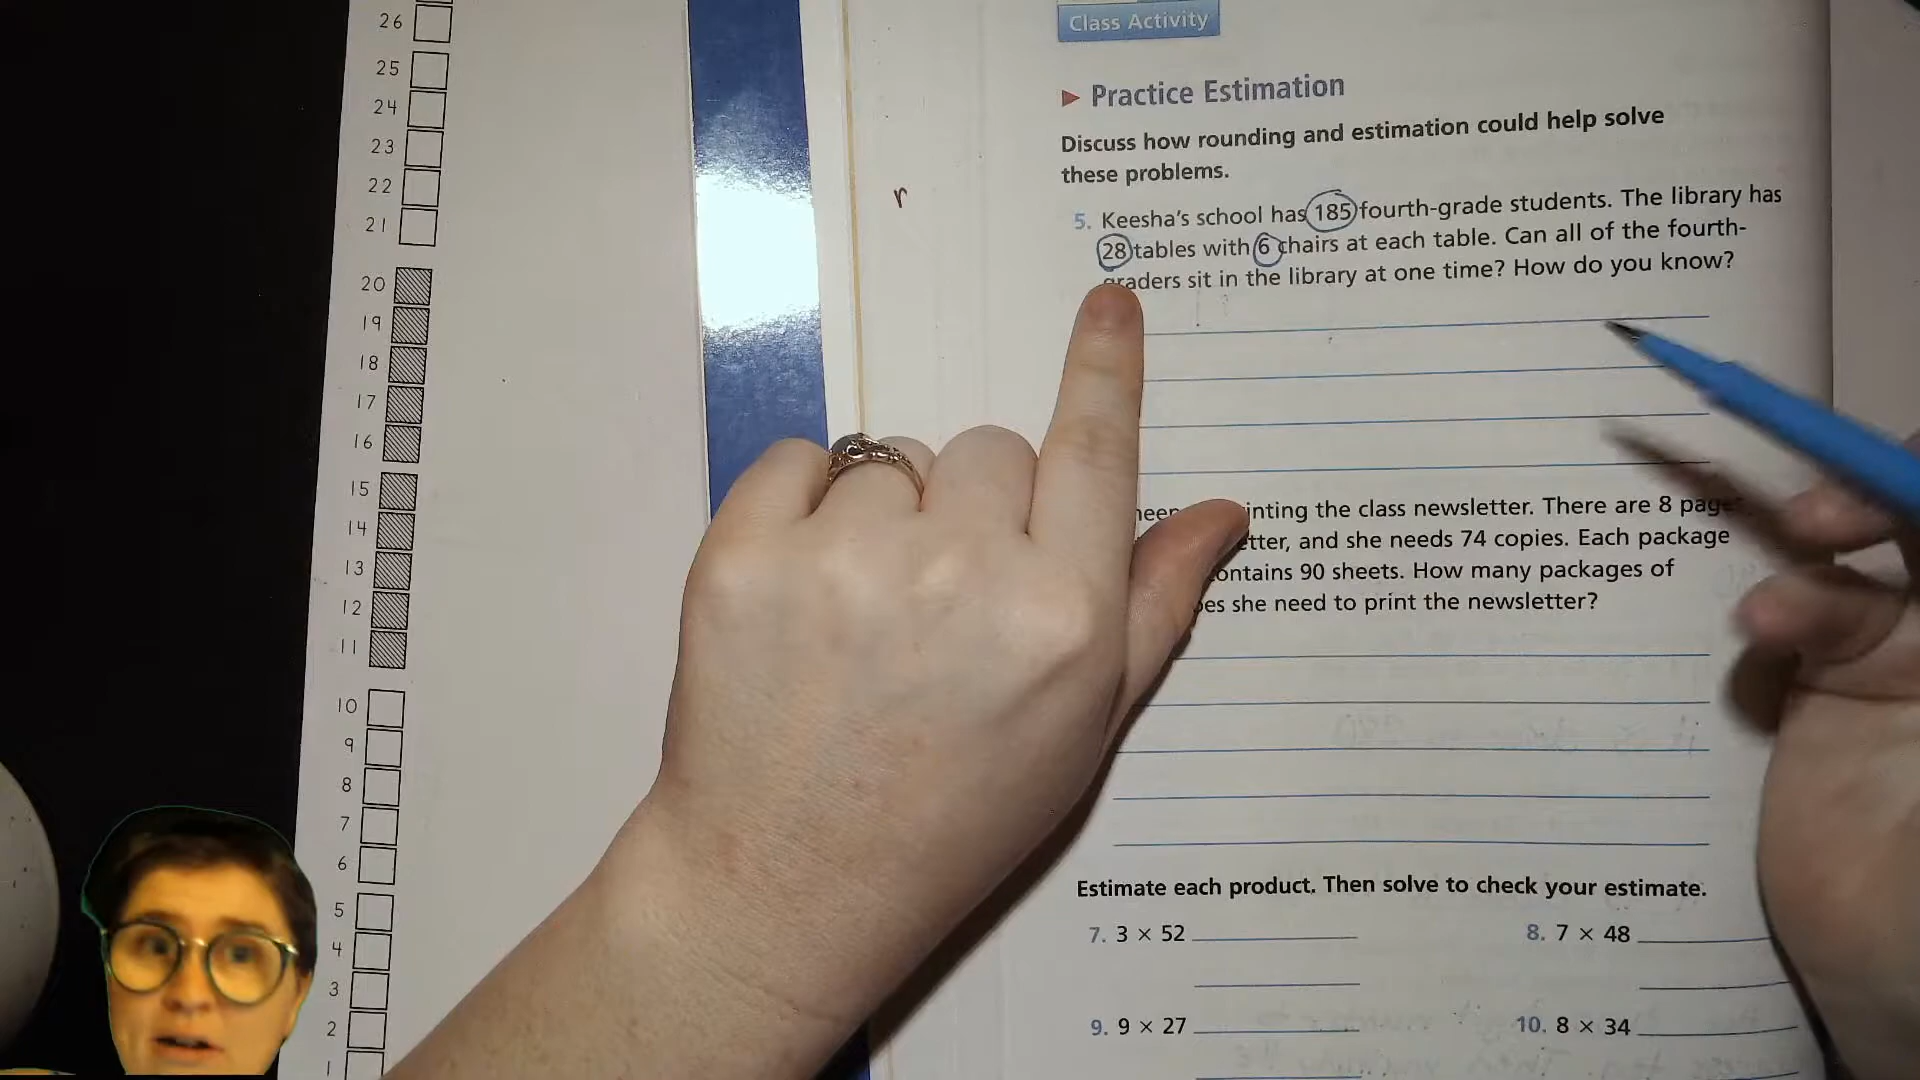 26
25
24
23
22
21
20
19
18
17
16
15
14
13
12
11
10
9
8
7
6
5
4
3
2
1
r
Class Activity
Practice Estimation
Discuss how rounding and estimation could help solve
these problems.
5. Keesha's school has 185 fourth-grade students. The library has
28 tables with 6 chairs at each table. Can all of the fourth-
graders sit in the library at one time? How do you know?
the class newsletter. There are 8
and she needs 74 copies. Each package
contains 90 sheets. How many packages of
she need to print the newsletter?
Estimate each product. Then solve to check your estimate.
7. 3 × 52
8. 7 × 48
9. 9 × 27
10. 8 × 34